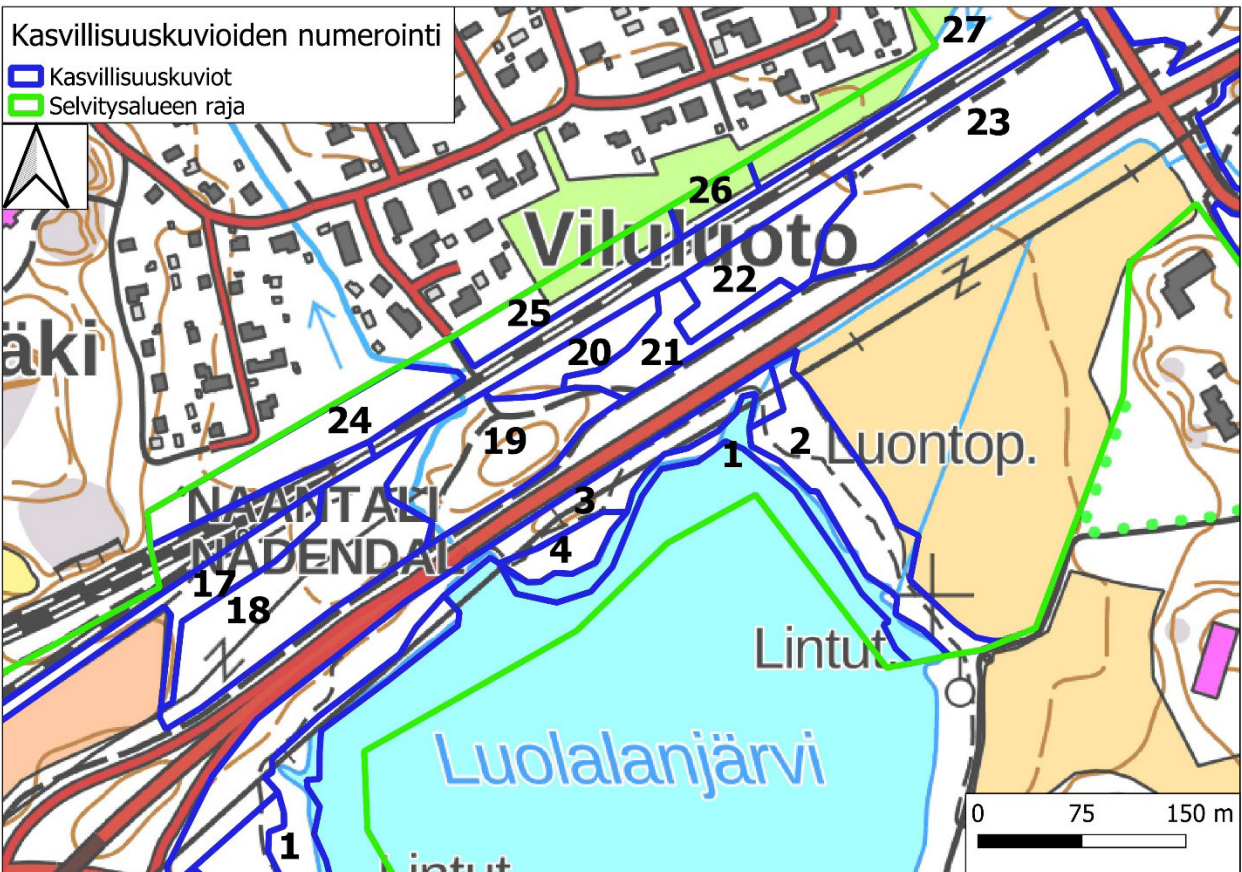 Kasvillisuuskuvioiden numerointi
Kasvillisuuskuviot
Selvitysalueen raja
27
23
26
Viluluoto
22
25
äki
20
21
24
19
1
2
Luontop.
NAANTALI
3
NÅDENDAL
4
17
18
Lintut.
Luolalanjärvi
0 75 150 m
1
Lintut